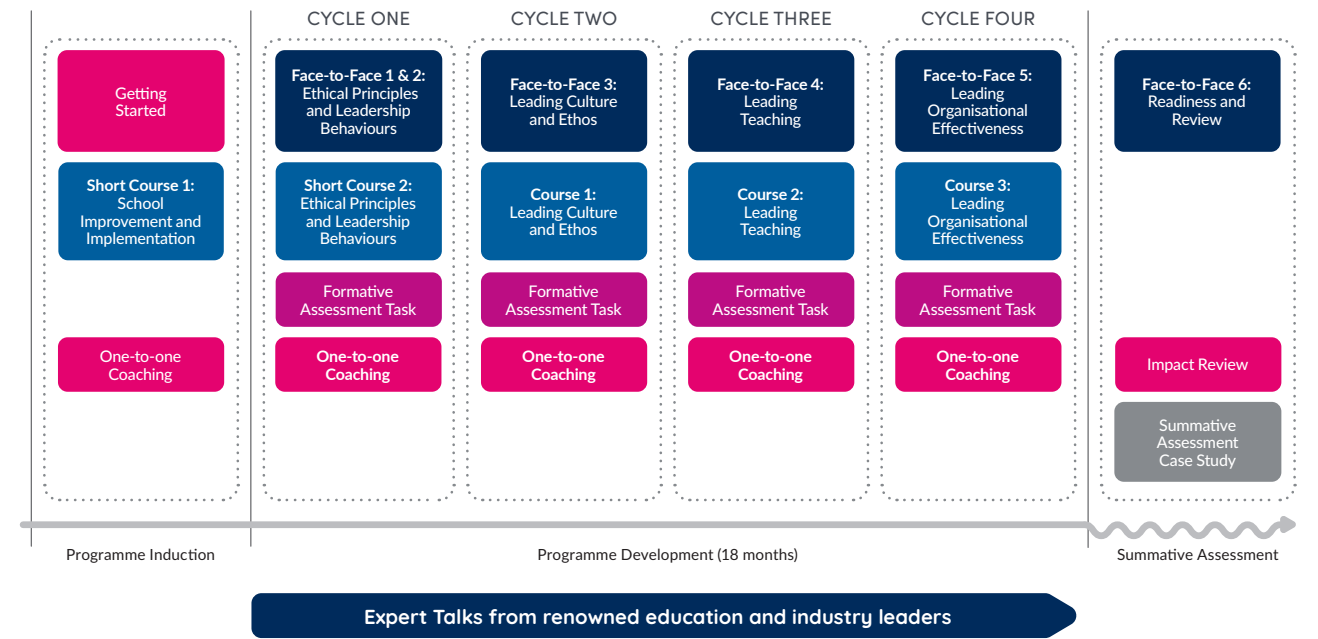 CYCLE ONE
CYCLE TWO
CYCLE THREE
CYCLE FOUR
Getting
Started
Face-to-Face 1 & 2:
Ethical Principles
and Leadership
Behaviours
Face-to-Face 3:
Leading Culture
and Ethos
Face-to-Face 4:
Leading
Teaching
Face-to-Face 5:
Leading
Organisational
Effectiveness
Face-to-Face 6:
Readiness and
Review
Short Course 1:
School
Improvement and
Implementation
Short Course 2:
Ethical Principles
and Leadership
Behaviours
Course 1:
Leading Culture
and Ethos
Course 2:
Leading
Teaching
Course 3:
Leading
Organisational
Effectiveness
Formative
Assessment Task
Formative
Assessment Task
Formative
Assessment Task
Formative
Assessment Task
One-to-one
Coaching
One-to-one
Coaching
One-to-one
Coaching
One-to-one
Coaching
One-to-one
Coaching
Impact Review
Summative
Assessment
Case Study
Programme Induction
Programme Development (18 months)
Summative Assessment
Expert Talks from renowned education and industry leaders